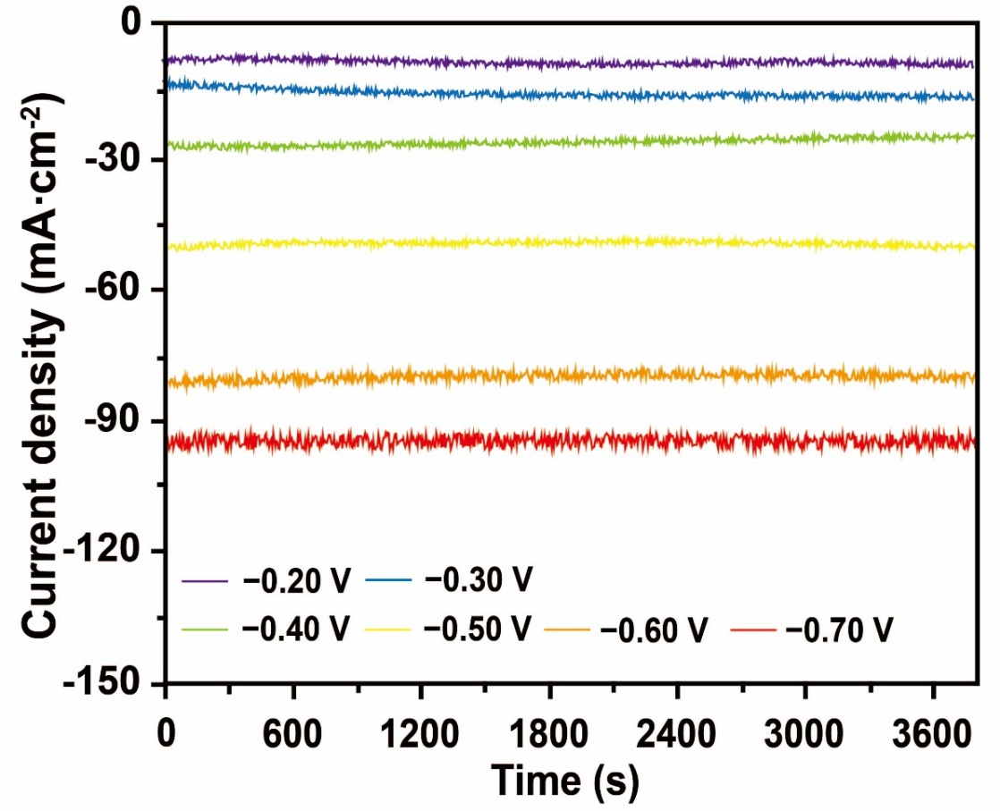 Current density (mA·cm-2)
0
-30
-60
-90
-120
-150
−0.20 V −0.30 V
−0.40 V −0.50 V −0.60 V −0.70 V
0 600 1200 1800 2400 3000 3600
Time (s)